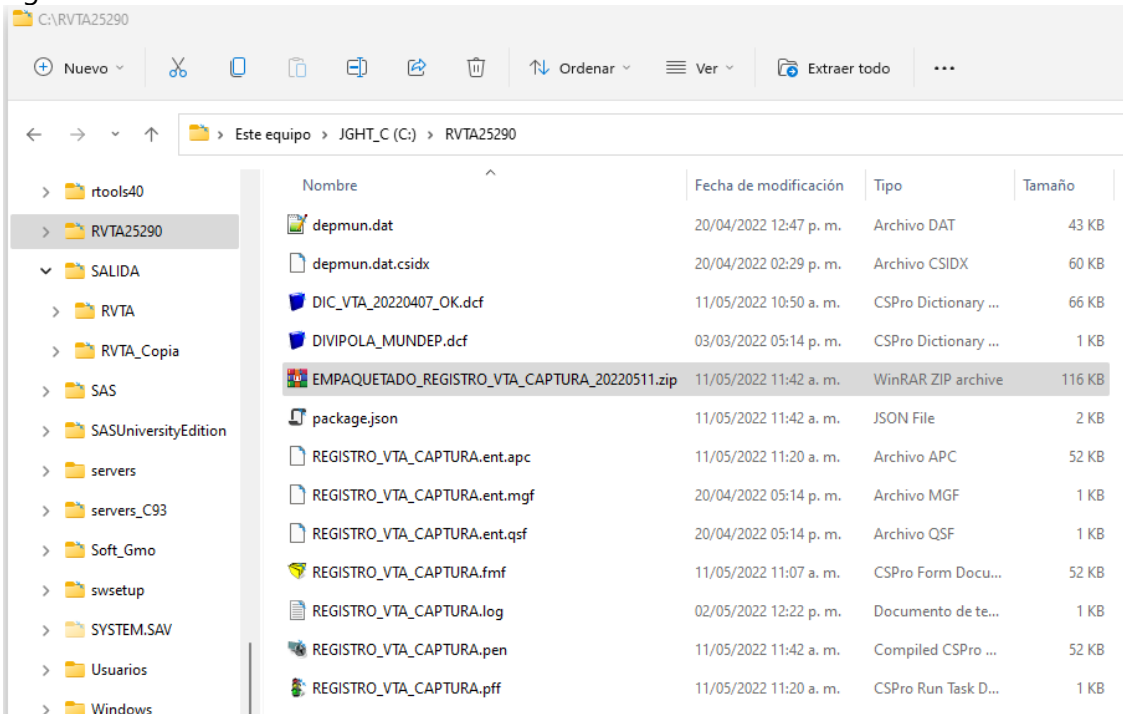 C:\RVTA25290
Nuevo Ordenar Ver Extraer todo ...
Este equipo > JGHT_C (C:) > RVTA25290
rtools40
RVTA25290
SALIDA
RVTA
RVTA_Copia
SAS
SASUniversityEdition
servers
servers_C93
Soft_Gmo
swsetup
SYSTEM.SAV
Usuarios
Windows
Nombre Fecha de modificación Tipo Tamaño
depmun.dat 20/04/2022 12:47 p. m. Archivo DAT 43 KB
depmun.dat.csidx 20/04/2022 02:29 p. m. Archivo CSIDX 60 KB
DIC_VTA_20220407_OK.dcf 11/05/2022 10:50 a. m. CSPro Dictionary ... 66 KB
DIVIPOLA_MUNDEP.dcf 03/03/2022 05:14 p. m. CSPro Dictionary ... 1 KB
EMPAQUETADO_REGISTRO_VTA_CAPTURA_20220511.zip 11/05/2022 11:42 a. m. WinRAR ZIP archive 116 KB
package.json 11/05/2022 11:42 a. m. JSON File 2 KB
REGISTRO_VTA_CAPTURA.ent.apc 11/05/2022 11:20 a. m. Archivo APC 52 KB
REGISTRO_VTA_CAPTURA.ent.mgf 20/04/2022 05:14 p. m. Archivo MGF 1 KB
REGISTRO_VTA_CAPTURA.ent.qsf 20/04/2022 05:14 p. m. Archivo QSF 1 KB
REGISTRO_VTA_CAPTURA.fmf 11/05/2022 11:07 a. m. CSPro Form Docu... 52 KB
REGISTRO_VTA_CAPTURA.log 02/05/2022 12:22 p. m. Documento de te... 1 KB
REGISTRO_VTA_CAPTURA.pen 11/05/2022 11:42 a. m. Compiled CSPro ... 52 KB
REGISTRO_VTA_CAPTURA.pff 11/05/2022 11:20 a. m. CSPro Run Task D... 1 KB